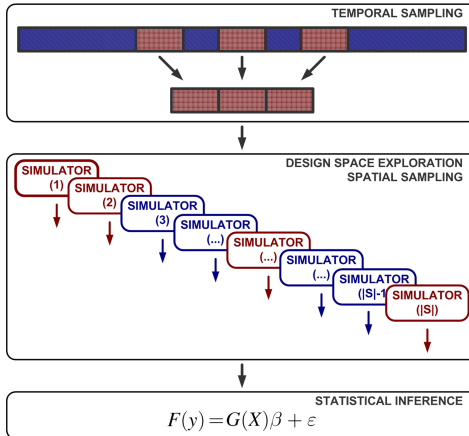 TEMPORAL SAMPLING
DESIGN SPACE EXPLORATION
SPATIAL SAMPLING
SIMULATOR
(1)
SIMULATOR
(2)
SIMULATOR
(3)
SIMULATOR
(...)
SIMULATOR
(...)
SIMULATOR
(...)
SIMULATOR
(|S|-1
SIMULATOR
(|S|)
STATISTICAL INFERENCE
F(y) = G(X)β + ε